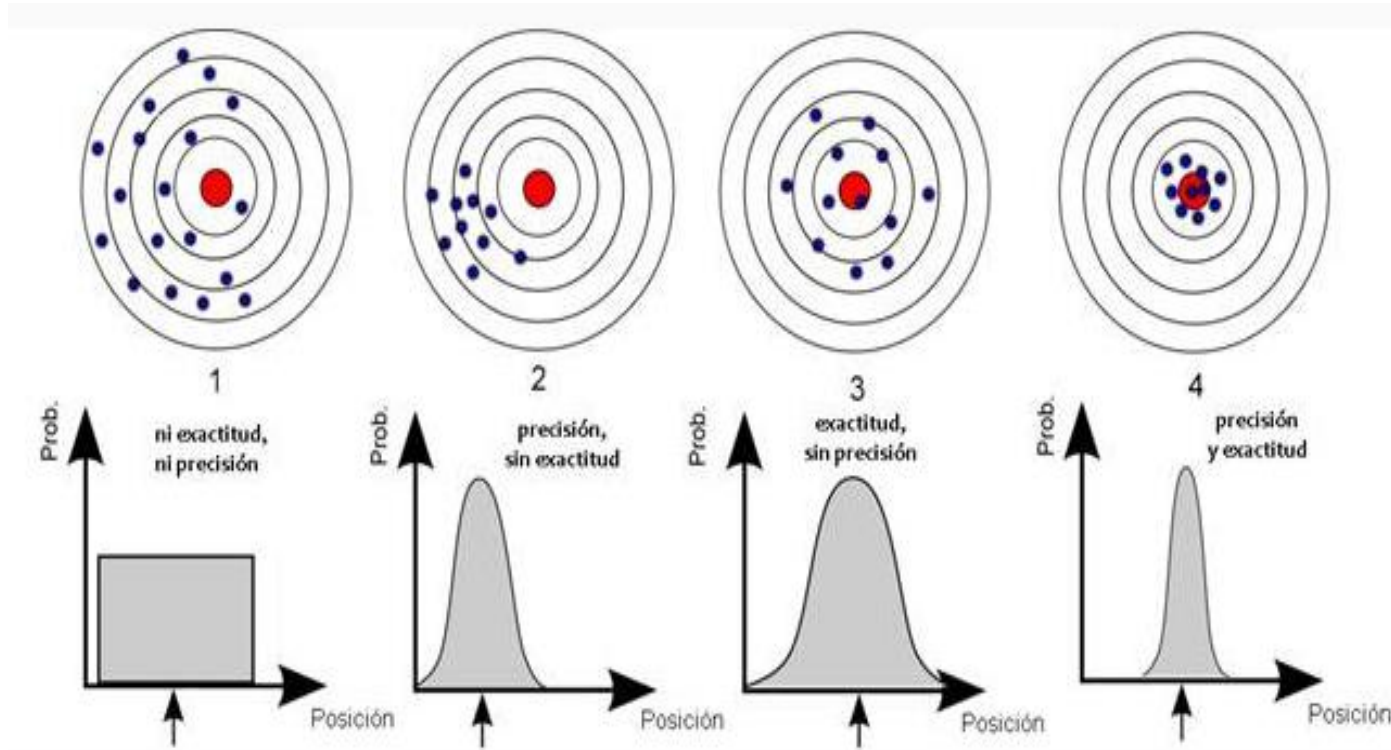 1
2
3
4
Prob.
ni exactitud,
ni precisión
Posición
Prob.
precisión,
sin exactitud
Posición
Prob.
exactitud,
sin precisión
Posición
Prob.
precisión
y exactitud
Posición